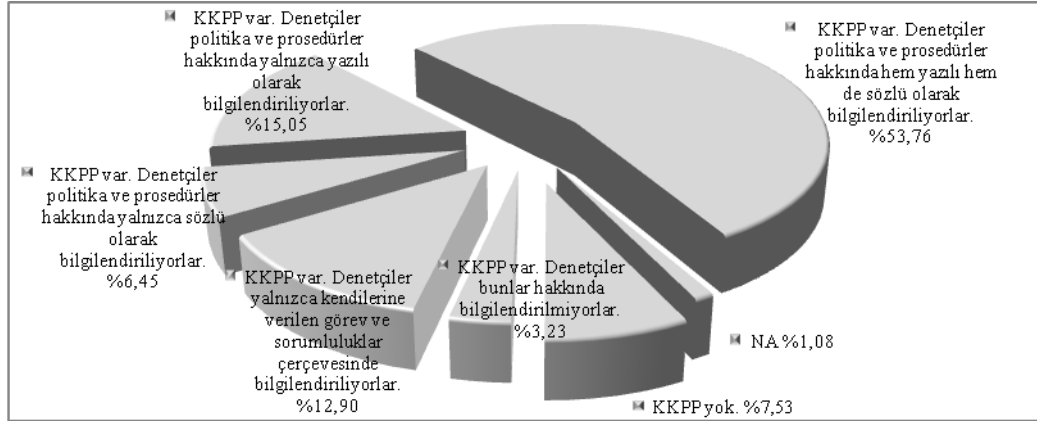 KKPP var. Denetçiler
politika ve prosedürler
hakkında yalnızca yazılı
olarak
bilgilendiriliyorlar.
%15,05
KKPP var. Denetçiler
politika ve prosedürler
hakkında hem yazılı hem
de sözlü olarak
bilgilendiriliyorlar.
%53,76
KKPP var. Denetçiler
politika ve prosedürler
hakkında yalnızca sözlü
olarak
bilgilendiriliyorlar.
%6,45
KKPP var. Denetçiler
yalnızca kendilerine
verilen görev ve
sorumluluklar
çerçevesinde
bilgilendiriliyorlar.
%12,90
KKPP var. Denetçiler
bunlar hakkında
bilgilendirilmiyorlar.
%3,23
NA %1,08
KKPP yok. %7,53